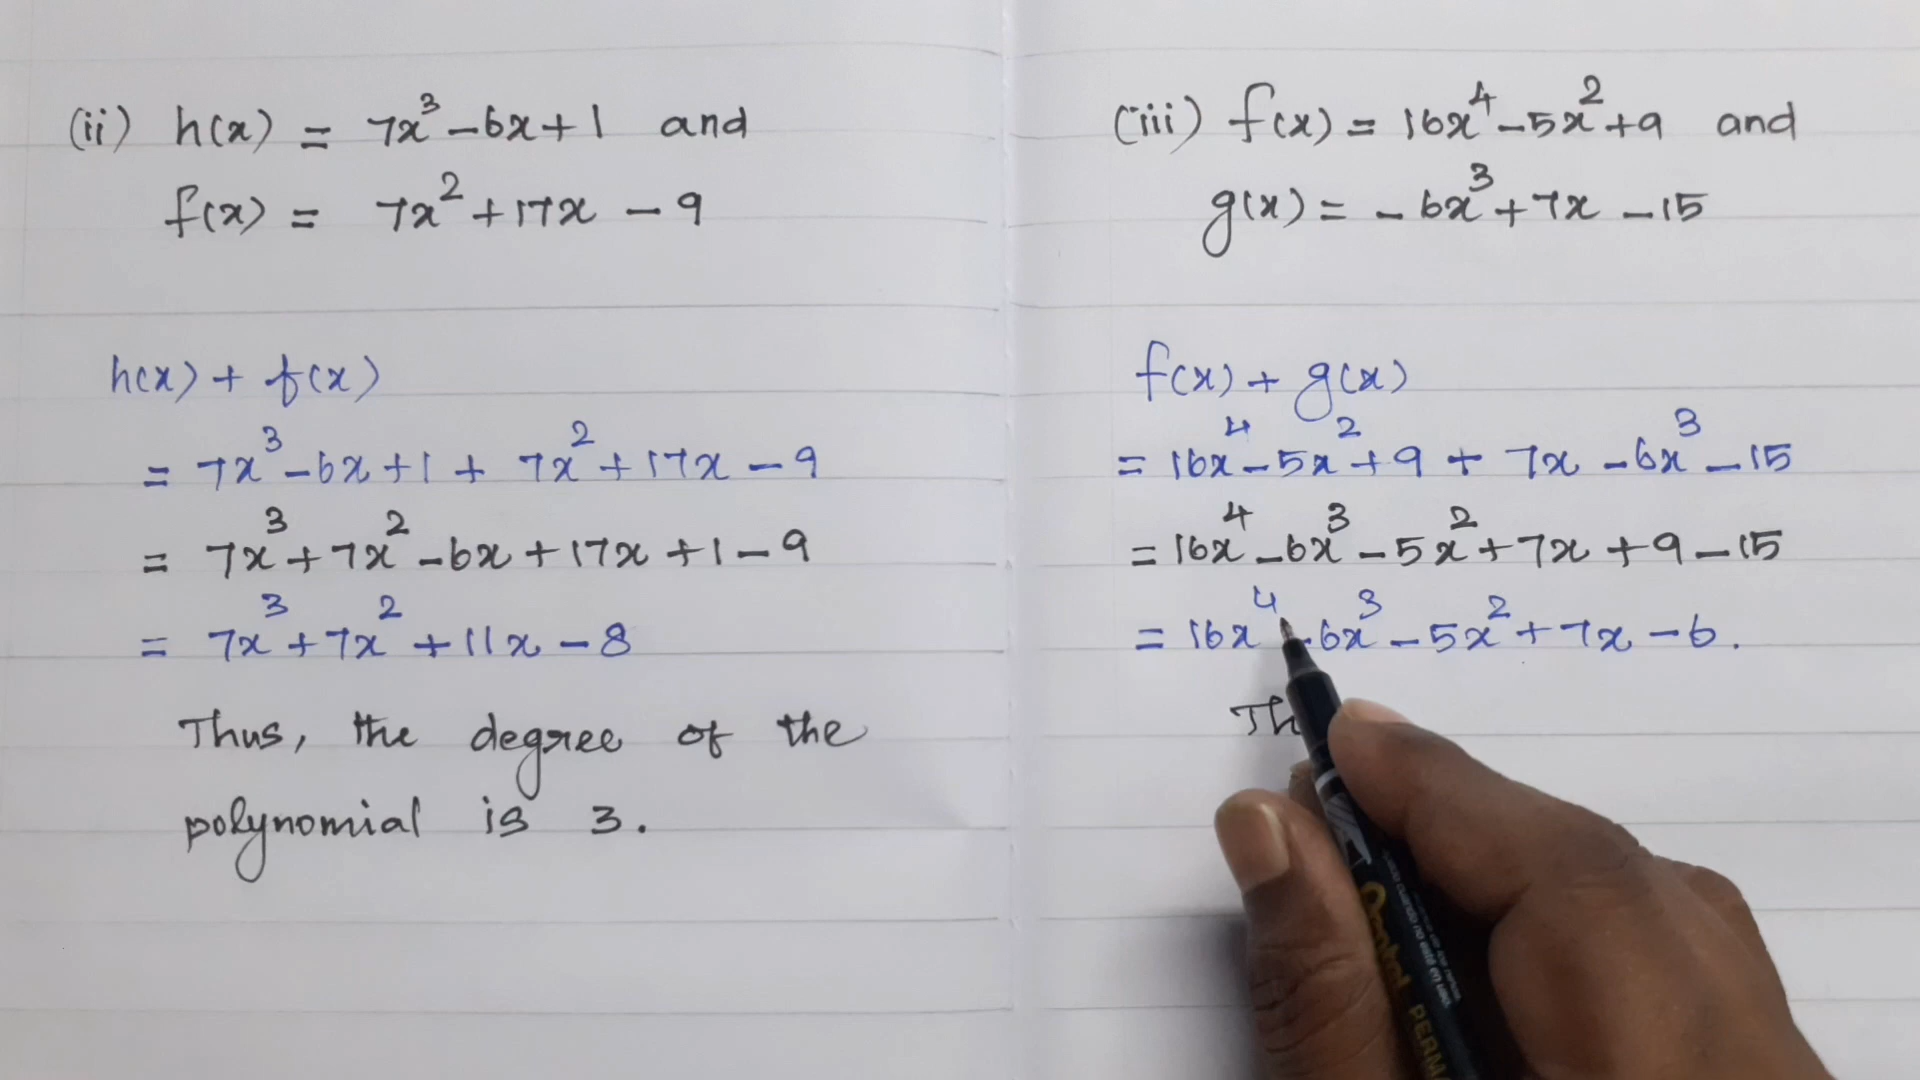 (ii) h(x) = 7x³ - 6x + 1 and
f(x) = 7x² + 17x - 9
h(x) + f(x)
= 7x³ - 6x + 1 + 7x² + 17x - 9
= 7x³ + 7x² - 6x + 17x + 1 - 9
= 7x³ + 7x² + 11x - 8
Thus, the degree of the
polynomial is 3.
(iii) f(x) = 16x⁴ - 5x² + 9 and
g(x) = - 6x³ + 7x - 15
f(x) + g(x)
= 16x⁴ - 5x² + 9 + 7x - 6x³ - 15
= 16x⁴ - 6x³ - 5x² + 7x + 9 - 15
= 16x⁴ - 6x³ - 5x² + 7x - 6.
Th
Pentel PERM